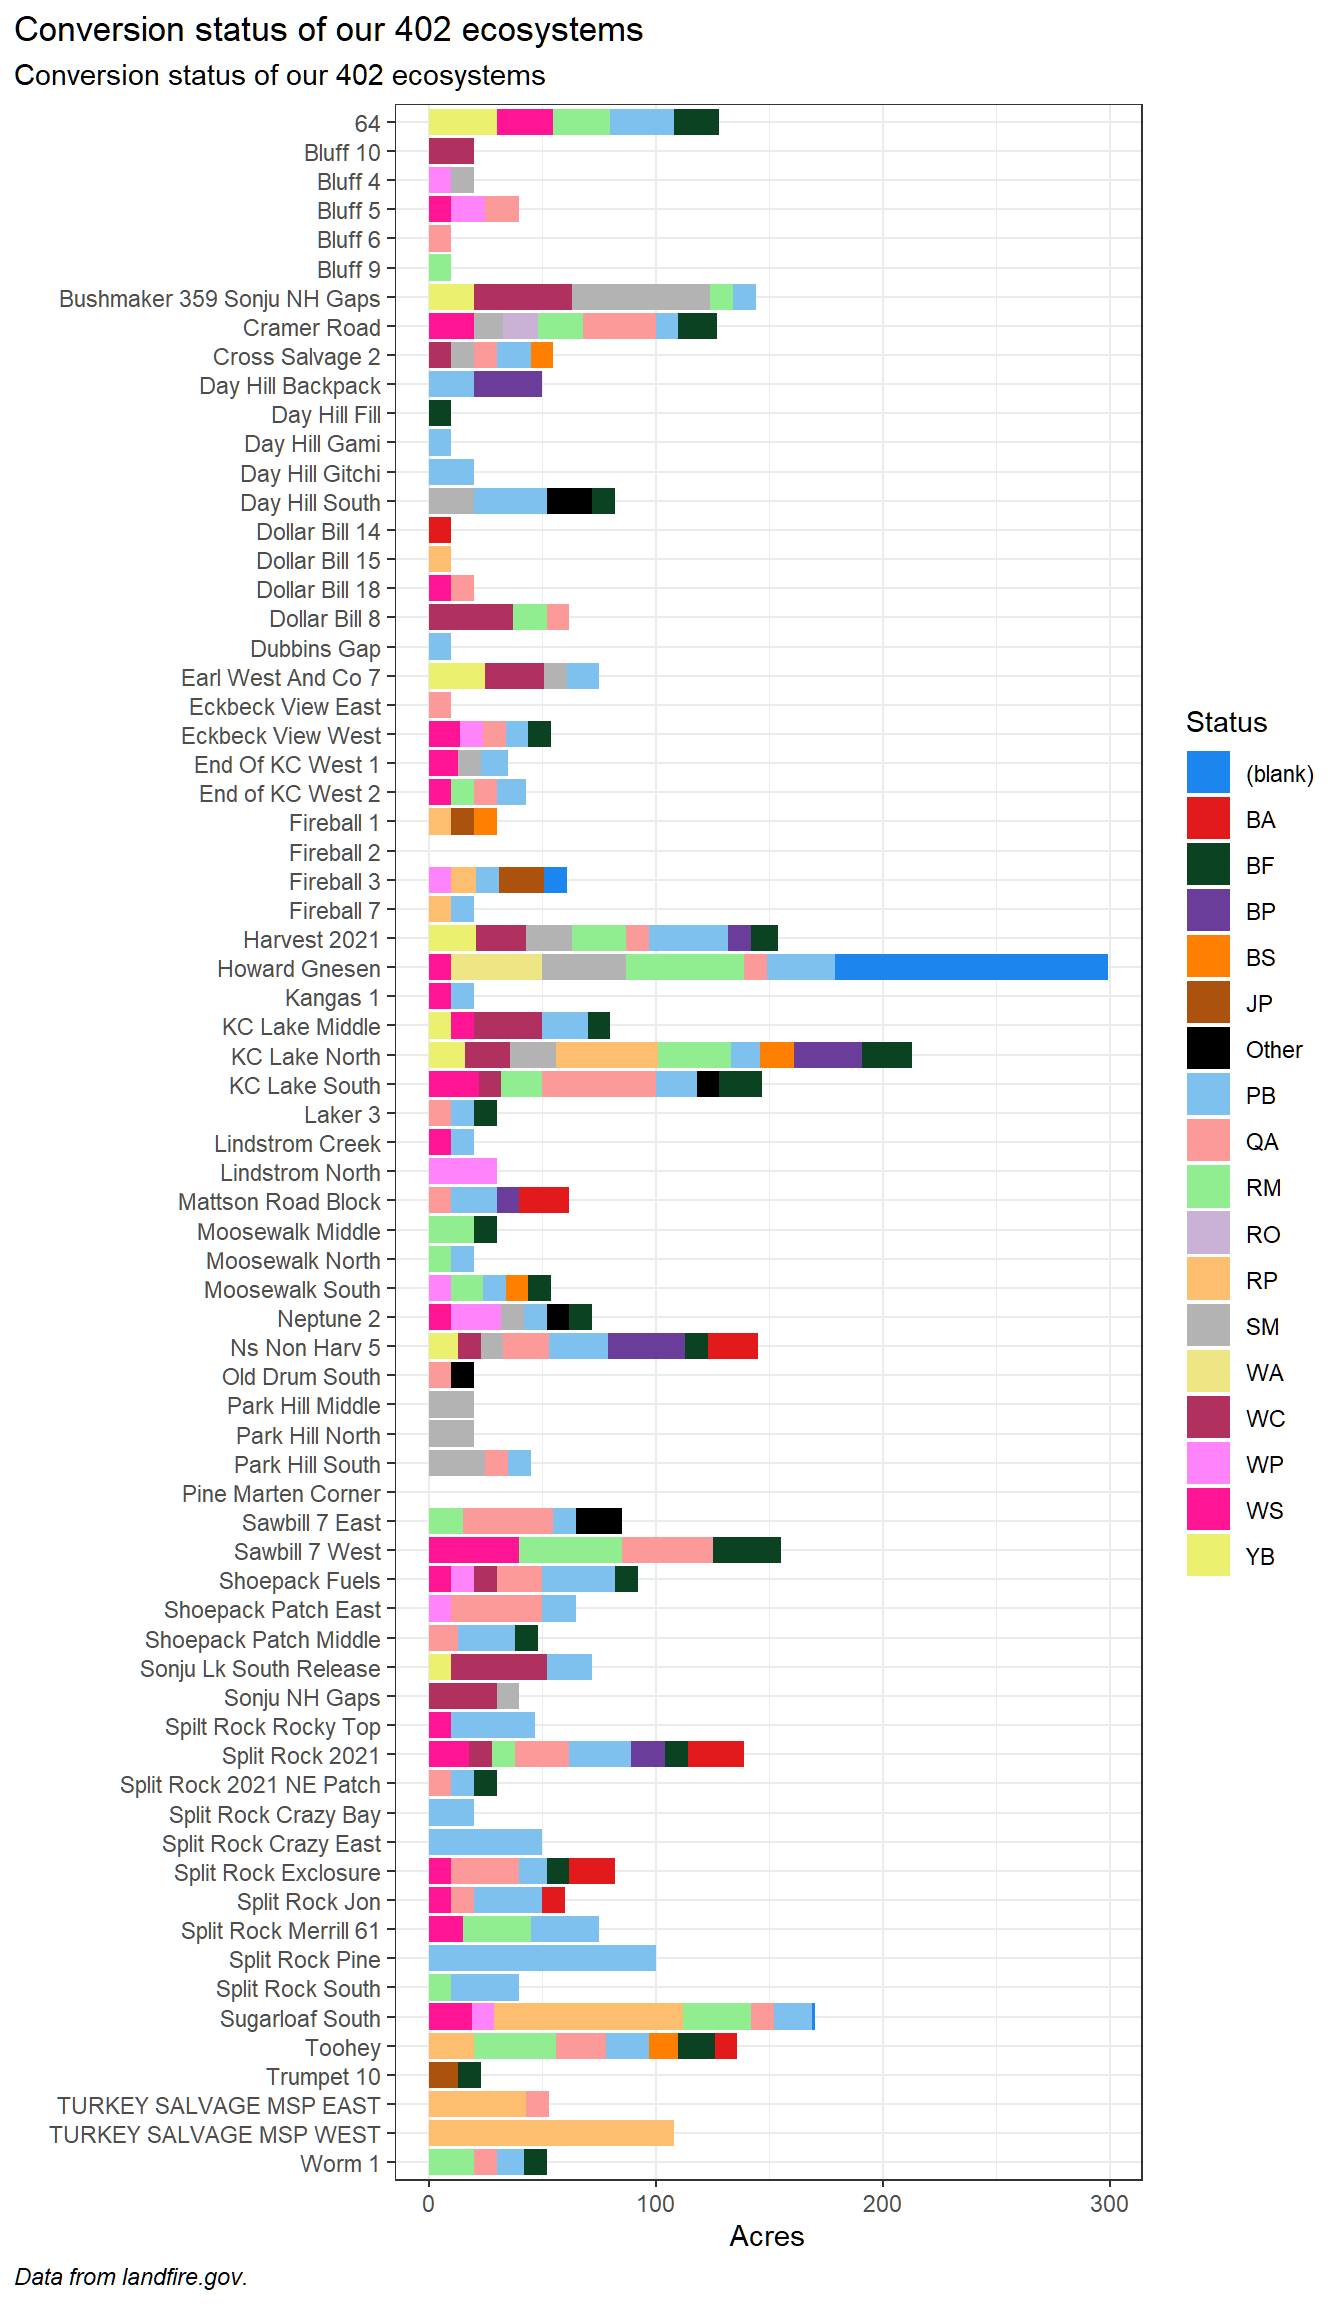 Conversion status of our 402 ecosystems
Conversion status of our 402 ecosystems
64
Bluff 10
Bluff 4
Bluff 5
Bluff 6
Bluff 9
Bushmaker 359 Sonju NH Gaps
Cramer Road
Cross Salvage 2
Day Hill Backpack
Day Hill Fill
Day Hill Gami
Day Hill Gitchi
Day Hill South
Dollar Bill 14
Dollar Bill 15
Dollar Bill 18
Dollar Bill 8
Dubbins Gap
Earl West And Co 7
Eckbeck View East
Eckbeck View West
End Of KC West 1
End of KC West 2
Fireball 1
Fireball 2
Fireball 3
Fireball 7
Harvest 2021
Howard Gnesen
Kangas 1
KC Lake Middle
KC Lake North
KC Lake South
Laker 3
Lindstrom Creek
Lindstrom North
Mattson Road Block
Moosewalk Middle
Moosewalk North
Moosewalk South
Neptune 2
Ns Non Harv 5
Old Drum South
Park Hill Middle
Park Hill North
Park Hill South
Pine Marten Corner
Sawbill 7 East
Sawbill 7 West
Shoepack Fuels
Shoepack Patch East
Shoepack Patch Middle
Sonju Lk South Release
Sonju NH Gaps
Spilt Rock Rocky Top
Split Rock 2021
Split Rock 2021 NE Patch
Split Rock Crazy Bay
Split Rock Crazy East
Split Rock Exclosure
Split Rock Jon
Split Rock Merrill 61
Split Rock Pine
Split Rock South
Sugarloaf South
Toohey
Trumpet 10
TURKEY SALVAGE MSP EAST
TURKEY SALVAGE MSP WEST
Worm 1
0 100 200 300
Acres
Status
(blank)
BA
BF
BP
BS
JP
Other
PB
QA
RM
RO
RP
SM
WA
WC
WP
WS
YB
Data from landfire.gov.